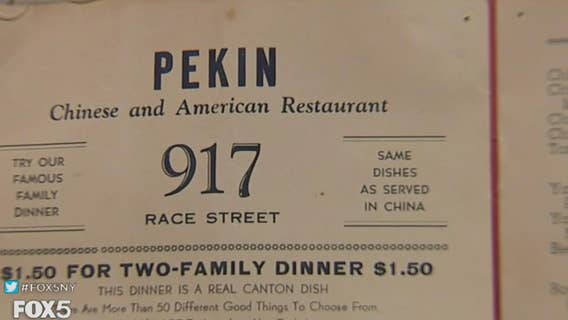 PEKIN
Chinese and American Restaurant
TRY OUR
FAMOUS
FAMILY
DINNER
917
RACE STREET
SAME
DISHES
AS SERVED
IN CHINA
$1.50 FOR TWO-FAMILY DINNER $1.50
THIS DINNER IS A REAL CANTON DISH
Are More Than 50 Different Good Things To Choose From
#FOX5NY
FOX5